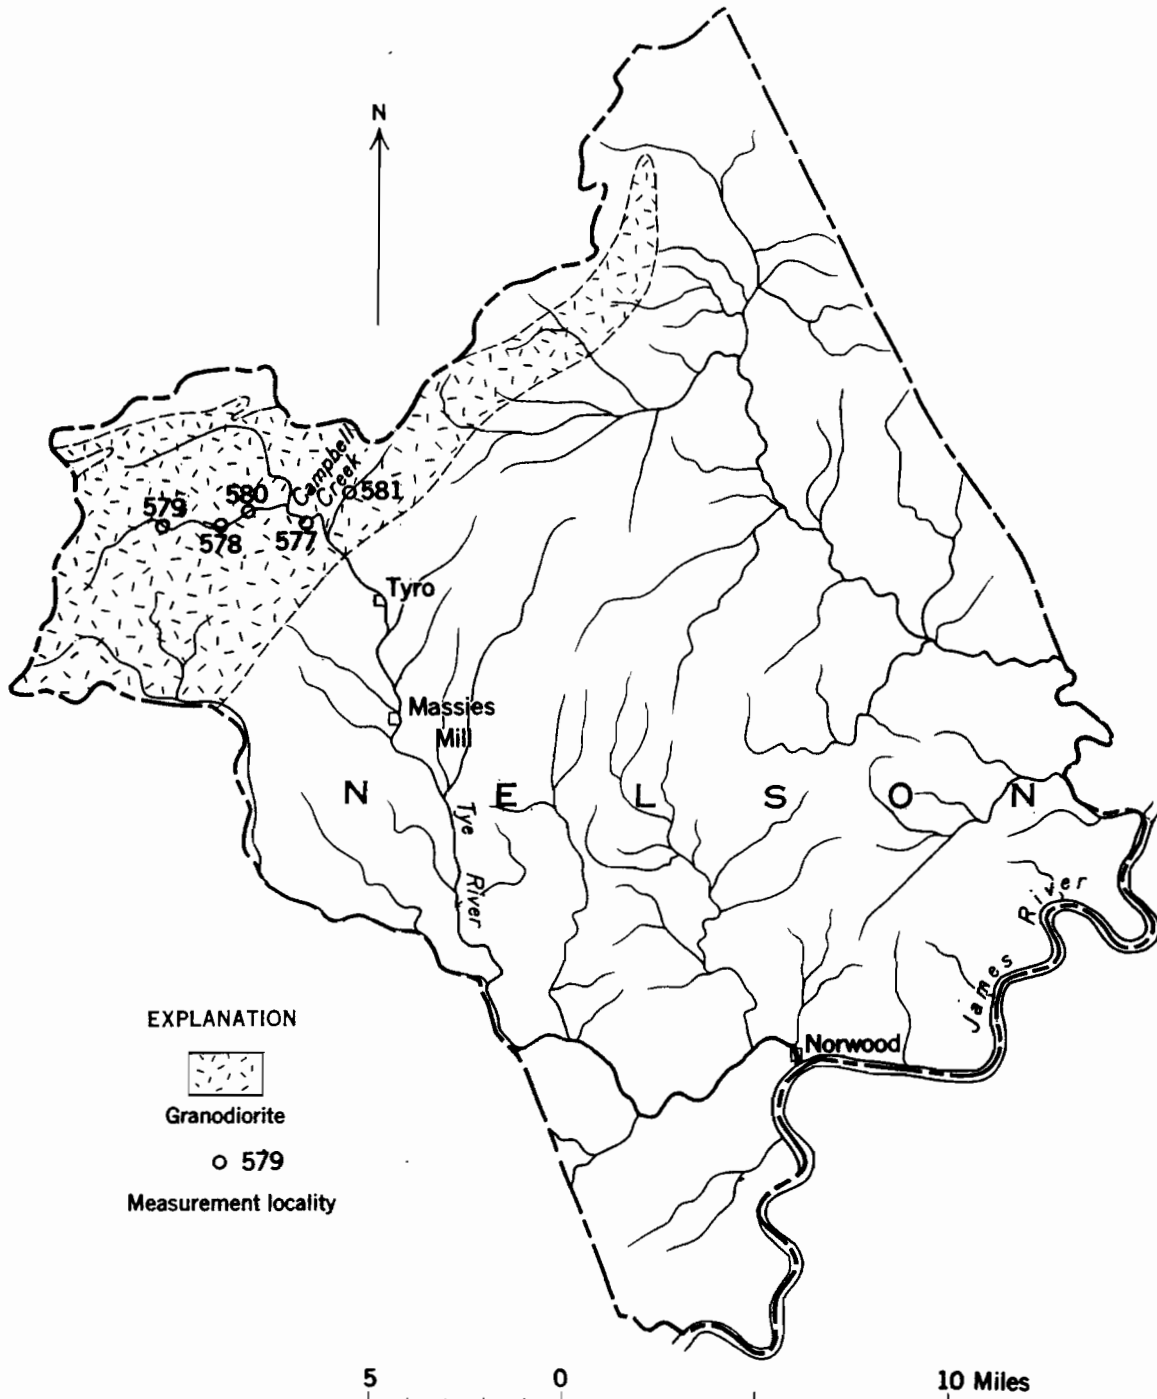 N
Campbell
Creek
580
581
579
578
577
Tyro
Massies
Mill
N E L S O N
Tye
River
James River
EXPLANATION
Granodiorite
579
Measurement locality
Norwood
5 0 10 Miles